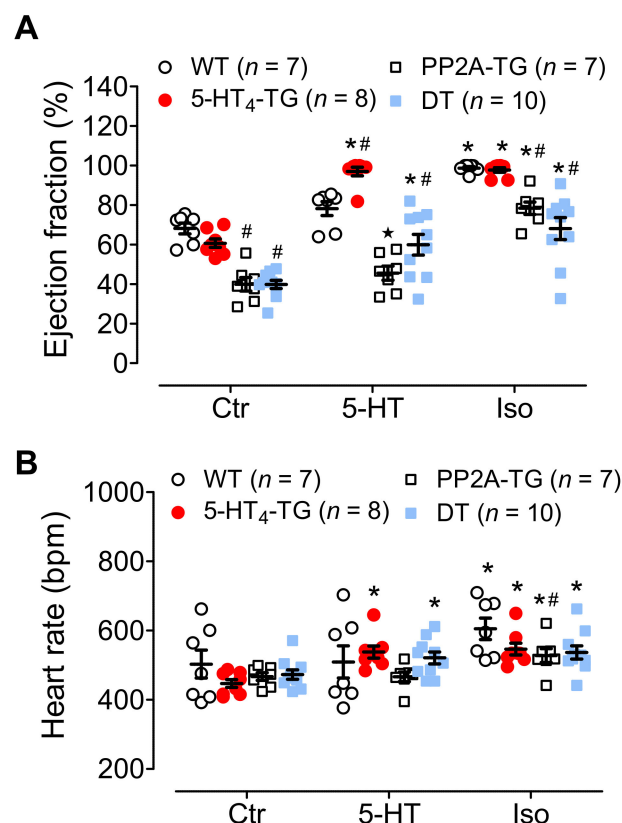 A
WT (n = 7) PP2A-TG (n = 7)
5-HT4-TG (n = 8) DT (n = 10)
Ejection fraction (%)
140
120
100
80
60
40
20
0
* # * * * # * #
* #
# # ★
Ctr 5-HT Iso
B
WT (n = 7) PP2A-TG (n = 7)
5-HT4-TG (n = 8) DT (n = 10)
Heart rate (bpm)
1000
800
600
400
200
* * * * * * # *
Ctr 5-HT Iso